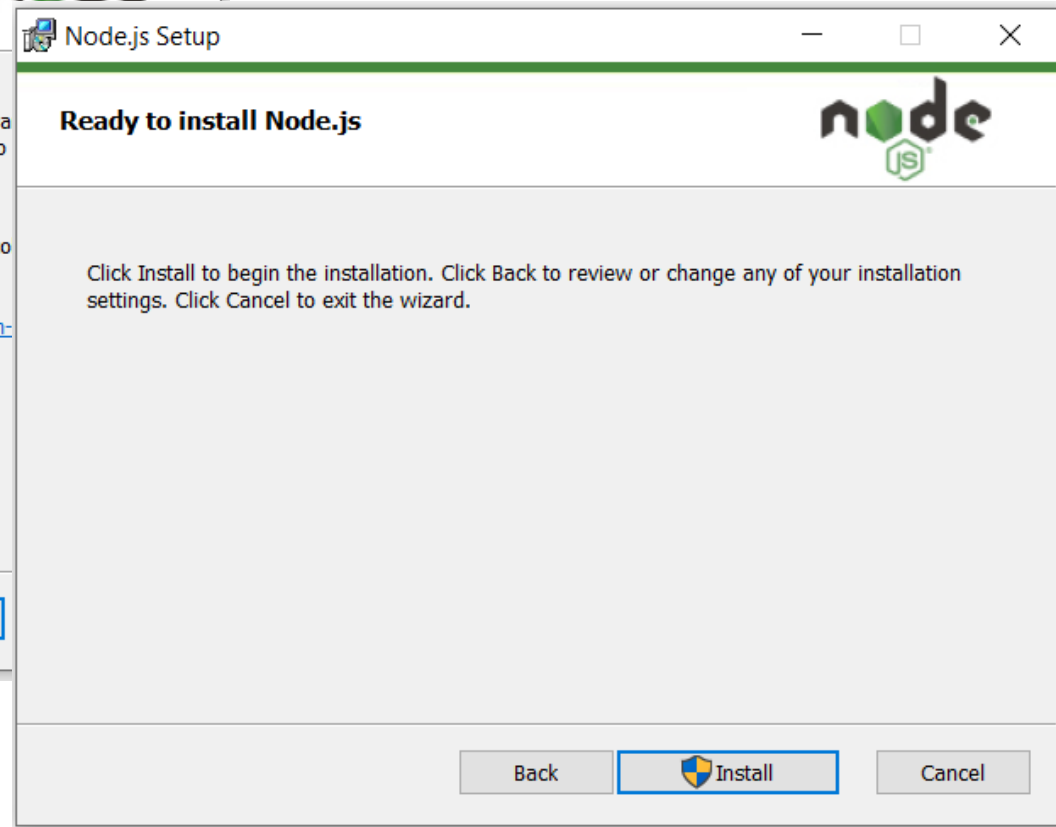 Node.js Setup
Ready to install Node.js
node
JS
Click Install to begin the installation. Click Back to review or change any of your installation
settings. Click Cancel to exit the wizard.
Back
Install
Cancel